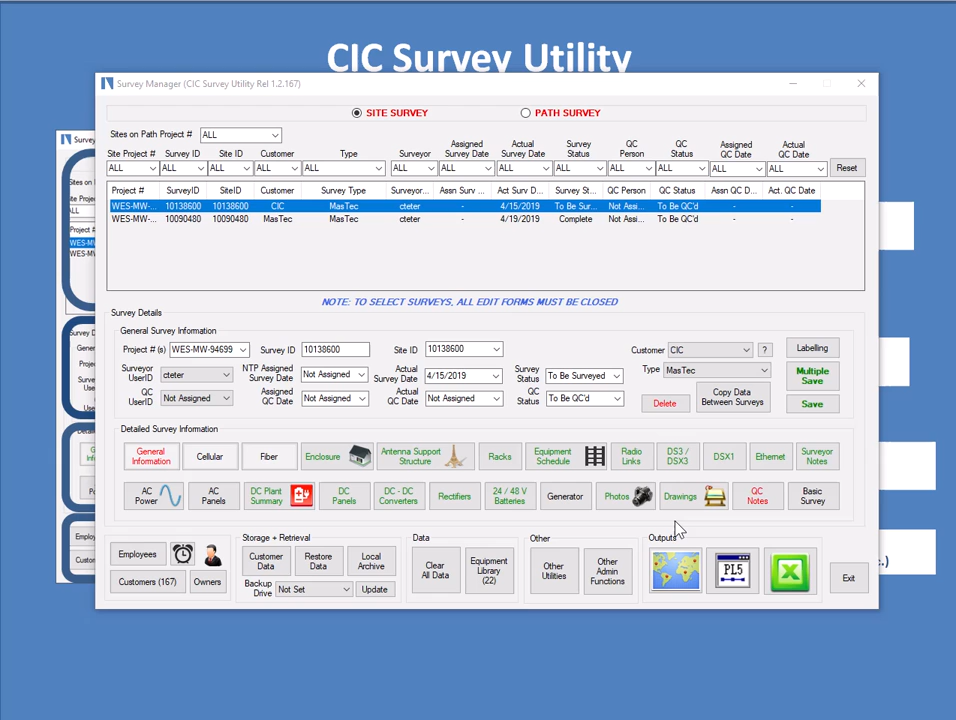 CIC Survey Utility
Survey Manager (CIC Survey Utility Rel 1.2.167)
SITE SURVEY PATH SURVEY
Sites on Path Project # ALL
Site Project # Survey ID Site ID Customer Type Surveyor Assigned Survey Date Actual Survey Date Survey Status QC Person QC Status Assigned QC Date Actual QC Date
ALL ALL ALL ALL ALL ALL ALL ALL ALL ALL ALL ALL ALL Reset
Project # SurveyID SiteID Customer Survey Type Surveyor... Assn Surv ... Act Surv D... Survey St... QC Person QC Status Assn QC D... Act. QC Date
WES-MW-... 10138600 10138600 CIC MasTec cteter - 4/15/2019 To Be Sur... Not Assi... To Be QC'd - -
WES-MW-... 10090480 10090480 MasTec MasTec cteter - 4/19/2019 Complete Not Assi... To Be QC'd - -
NOTE: TO SELECT SURVEYS, ALL EDIT FORMS MUST BE CLOSED
Survey Details
General Survey Information
Project # (s) WES-MW-94699 Survey ID 10138600 Site ID 10138600 Customer CIC ? Labelling
Surveyor UserID cteter NTP Assigned Survey Date Not Assigned Actual Survey Date 4/15/2019 Survey Status To Be Surveyed Type MasTec Multiple Save
QC UserID Not Assigned Assigned QC Date Not Assigned Actual QC Date Not Assigned QC Status To Be QC'd Delete Copy Data Between Surveys Save
Detailed Survey Information
General Information Cellular Fiber Enclosure Antenna Support Structure Racks Equipment Schedule Radio Links DS3 / DSX3 DSX1 Ethernet Surveyor Notes
AC Power AC Panels DC Plant Summary DC Panels DC - DC Converters Rectifiers 24 / 48 V Batteries Generator Photos Drawings QC Notes Basic Survey
Employees Storage + Retrieval Data Other Outputs
Customer Data Restore Data Local Archive Clear All Data Equipment Library (22) Other Utilities Other Admin Functions PL5 Exit
Customers (167) Owners Backup Drive Not Set Update
.)